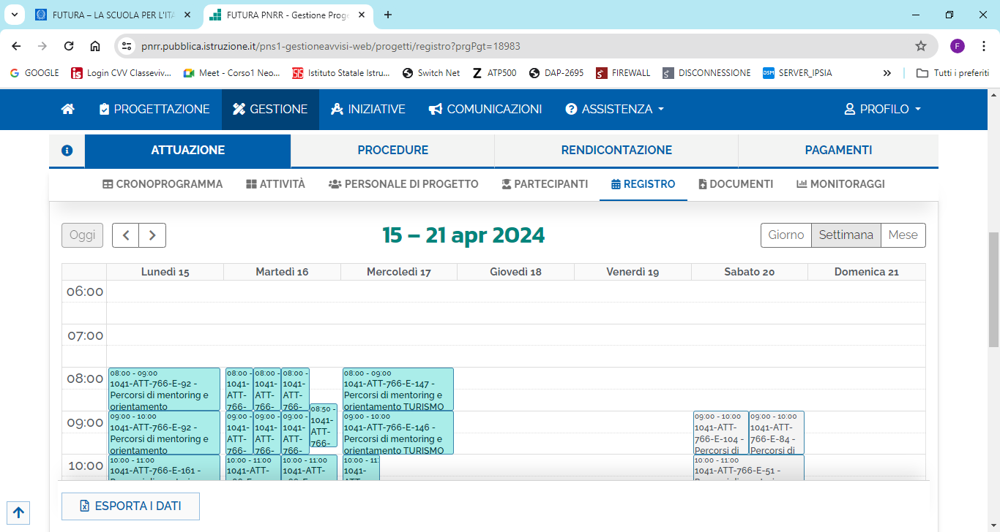 FUTURA – LA SCUOLA PER L'ITA
FUTURA PNRR - Gestione Proge
pnrr.pubblica.istruzione.it/pns1-gestioneavvisi-web/progetti/registro?prgPgt=18983
F
GOOGLE
Login CVV Classeviv...
Meet - Corso1 Neo...
Istituto Statale Istru...
Switch Net
ATP500
DAP-2695
FIREWALL
DISCONNESSIONE
SERVER_IPSIA
Tutti i preferiti
PROGETTAZIONE
GESTIONE
INIZIATIVE
COMUNICAZIONI
ASSISTENZA
PROFILO
ATTUAZIONE
PROCEDURE
RENDICONTAZIONE
PAGAMENTI
CRONOPROGRAMMA
ATTIVITÀ
PERSONALE DI PROGETTO
PARTECIPANTI
REGISTRO
DOCUMENTI
MONITORAGGI
Oggi
15 – 21 apr 2024
Giorno
Settimana
Mese
Lunedì 15
Martedì 16
Mercoledì 17
Giovedì 18
Venerdì 19
Sabato 20
Domenica 21
06:00
07:00
08:00
08:00 - 09:00
1041-ATT-766-E-92 -
Percorsi di mentoring e
orientamento
08:00 -
1041-
ATT-
766-
08:00 -
1041-
ATT-
766-
08:00 -
1041-
ATT-
766-
08:50 -
1041-
ATT-
766-
08:00 - 09:00
1041-ATT-766-E-147 -
Percorsi di mentoring e
orientamento TURISMO
09:00
09:00 - 10:00
1041-ATT-766-E-92 -
Percorsi di mentoring e
orientamento
09:00 -
1041-
ATT-
766-
09:00 -
1041-
ATT-
766-
09:00 -
1041-
ATT-
766-
09:00 - 10:00
1041-ATT-766-E-146 -
Percorsi di mentoring e
orientamento TURISMO
09:00 - 10:00
1041-ATT-
766-E-104 -
Percorsi di
09:00 - 10:00
1041-ATT-
766-E-84 -
Percorsi di
10:00
10:00 - 11:00
1041-ATT-766-E-161 -
10:00 - 11:00
1041-ATT-
10:00 - 11:00
1041-ATT-
10:00 - 11:
1041-
10:00 - 11:00
1041-ATT-766-E-51 -
ESPORTA I DATI